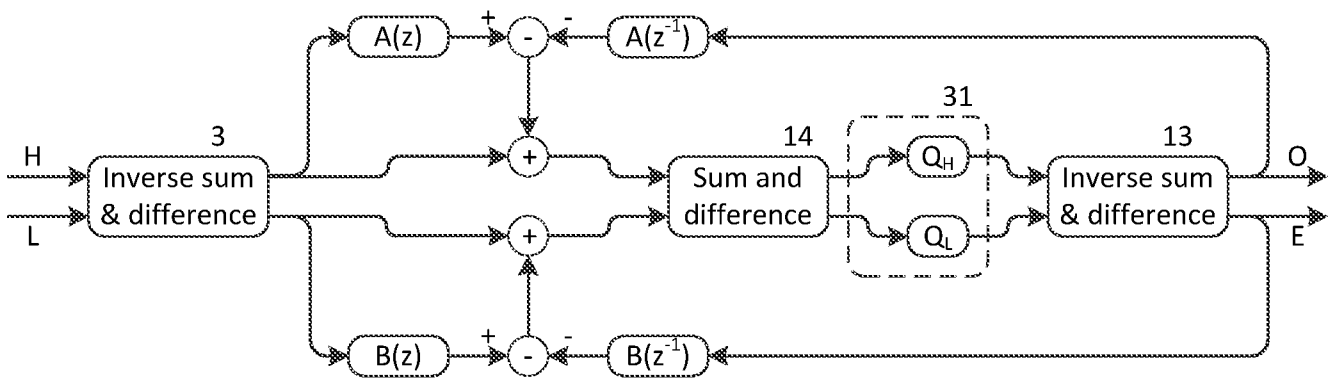 + -
A(z) - A(z⁻¹)
31
3 14 13
H O
Inverse sum + Sum and Q_H Inverse sum
& difference + difference Q_L & difference
L E
+ -
B(z) - B(z⁻¹)